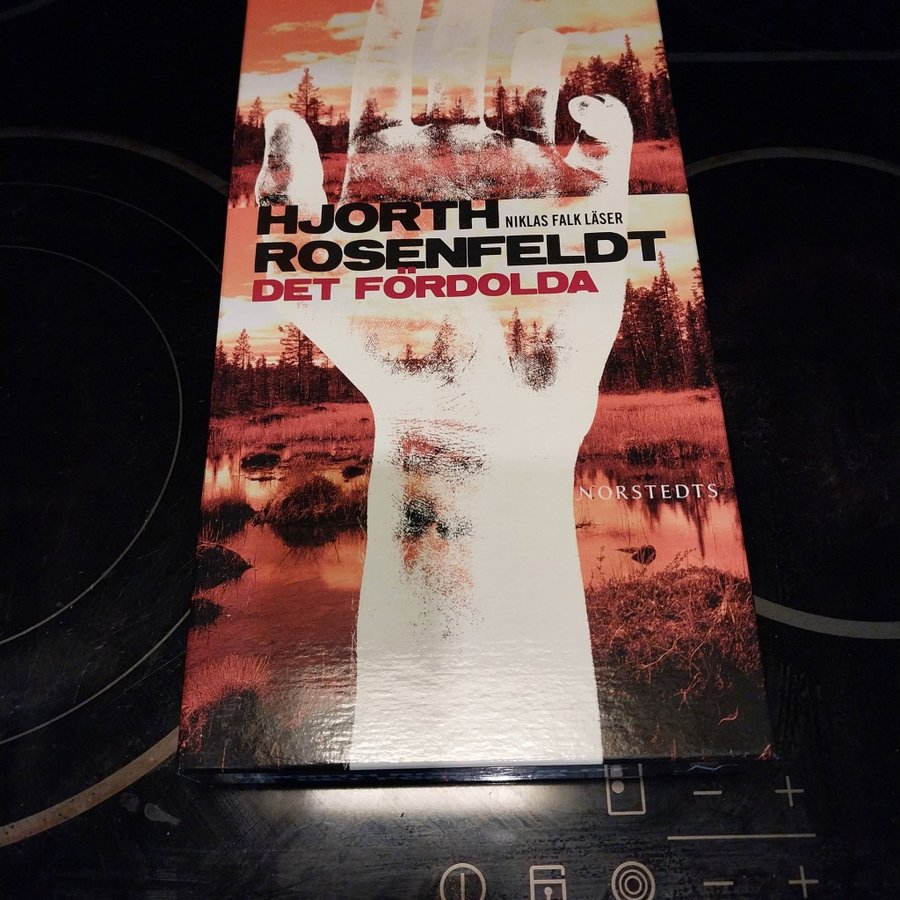 HJORTH
NIKLAS FALK LÄSER
ROSENFELDT
DET FÖRDOLDA
NORSTEDTS